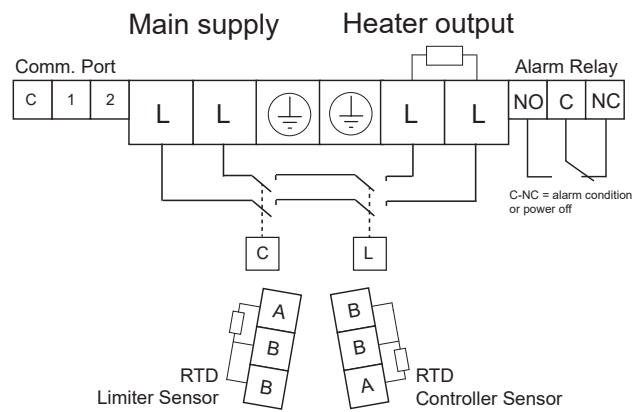 Main supply
Heater output
Comm. Port
Alarm Relay
C 1 2 L L L L NO C NC
C-NC = alarm condition
or power off
C L
A
B
B
B
B
A
RTD
Limiter Sensor
RTD
Controller Sensor